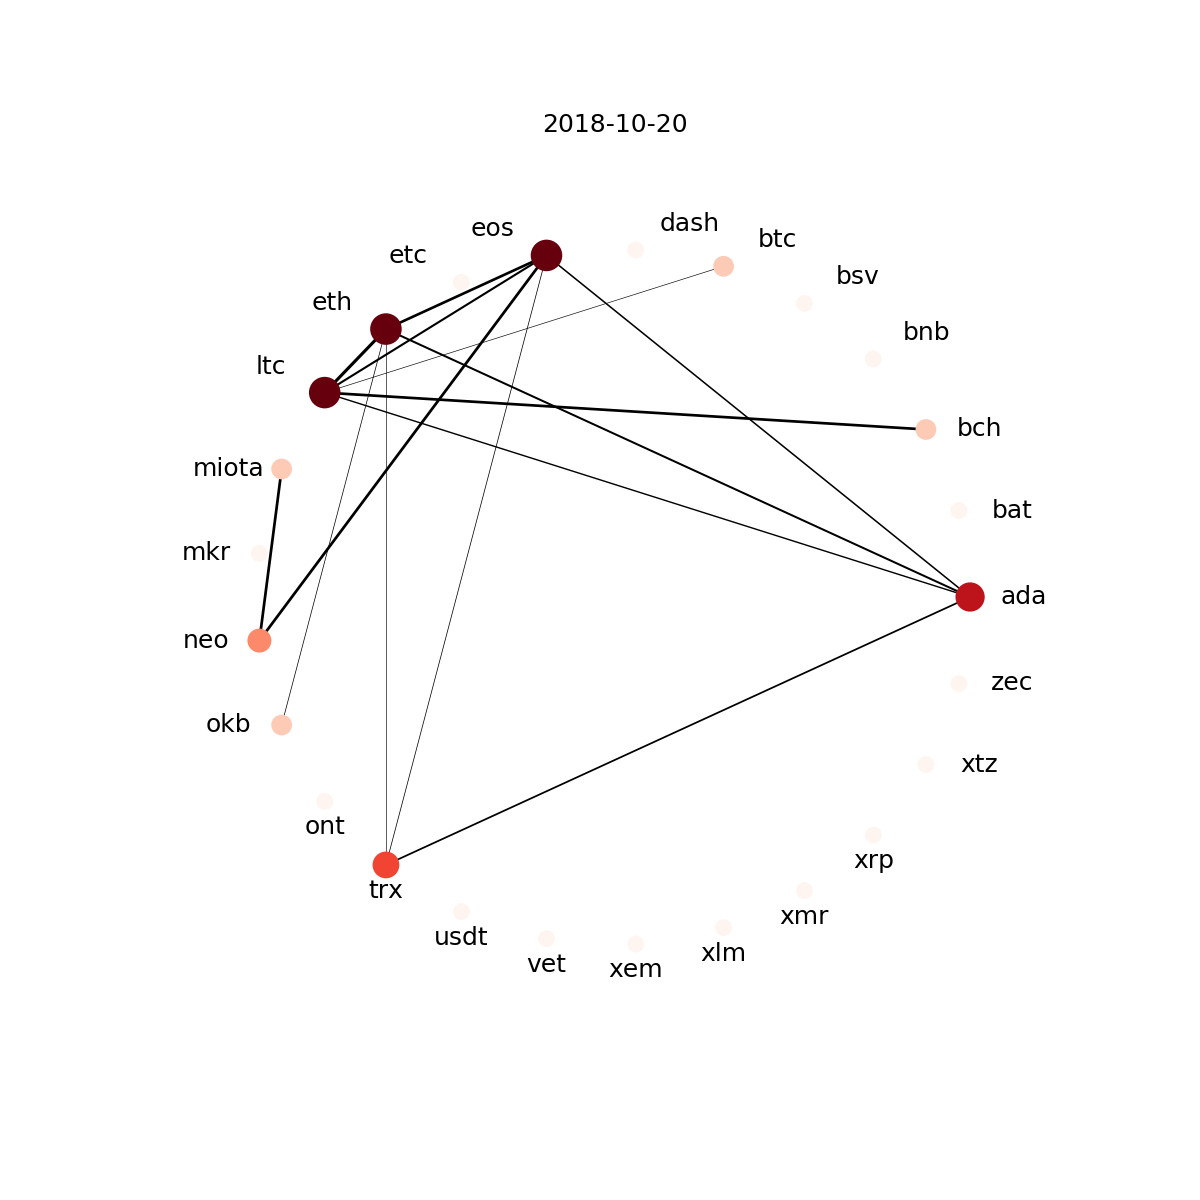 2018-10-20
dash
eos
btc
etc
bsv
eth
bnb
ltc
bch
miota
bat
mkr
ada
neo
zec
okb
xtz
ont
xrp
trx
xmr
usdt
xlm
vet
xem